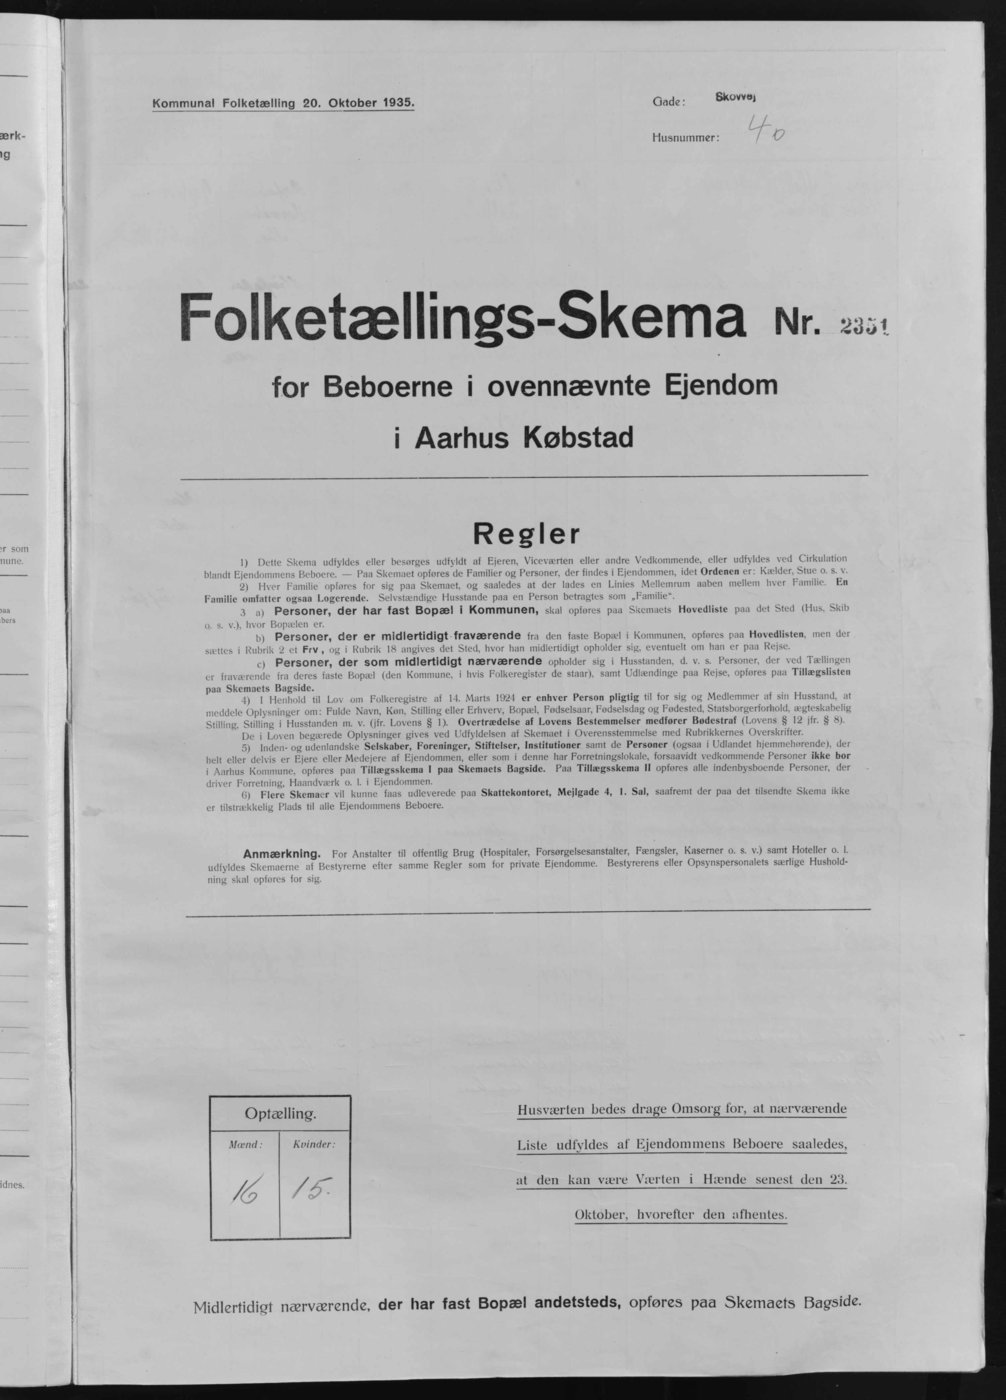 Kommunal Folketælling 20. Oktober 1935.
Gade: Skovvej
Husnummer: 40
Folketællings-Skema Nr. 2351
for Beboerne i ovennævnte Ejendom
i Aarhus Købstad
Regler
1) Dette Skema udfyldes eller besørges udfyldt af Ejeren, Viceværten eller andre Vedkommende, eller udfyldes ved Cirkulation
blandt Ejendommens Beboere. — Paa Skemaet opføres de Familier og Personer, der findes i Ejendommen, idet Ordenen er: Kælder, Stue o. s. v.
2) Hver Familie opføres for sig paa Skemaet, og saaledes at der lades en Linies Mellemrum aaben mellem hver Familie. En
Familie omfatter ogsaa Logerende. Selvstændige Husstande paa en Person betragtes som „Familie“.
3 a) Personer, der har fast Bopæl i Kommunen, skal opføres paa Skemaets Hovedliste paa det Sted (Hus, Skib
o. s. v.), hvor Bopælen er.
b) Personer, der er midlertidigt fraværende fra den faste Bopæl i Kommunen, opføres paa Hovedlisten, men der
sættes i Rubrik 2 et Frv, og i Rubrik 18 angives det Sted, hvor han midlertidigt opholder sig, eventuelt om han er paa Rejse.
c) Personer, der som midlertidigt nærværende opholder sig i Husstanden, d. v. s. Personer, der ved Tællingen
er fraværende fra deres faste Bopæl (den Kommune, i hvis Folkeregister de staar), samt Udlændinge paa Rejse, opføres paa Tillægslisten
paa Skemaets Bagside.
4) I Henhold til Lov om Folkeregistre af 14. Marts 1924 er enhver Person pligtig til for sig og Medlemmer af sin Husstand, at
meddele Oplysninger om: Fulde Navn, Køn, Stilling eller Erhverv, Bopæl, Fødselsaar, Fødselsdag og Fødested, Statsborgerforhold, ægteskabelig
Stilling, Stilling i Husstanden m. v. (jfr. Lovens § 1). Overtrædelse af Lovens Bestemmelser medfører Bødestraf (Lovens § 12 jfr. § 8).
De i Loven begærede Oplysninger gives ved Udfyldelsen af Skemaet i Overensstemmelse med Rubrikkernes Overskrifter.
5) Inden- og udenlandske Selskaber, Foreninger, Stiftelser, Institutioner samt de Personer (ogsaa i Udlandet hjemmehørende), der
helt eller delvis er Ejere eller Medejere af Ejendommen, eller som i denne har Forretningslokale, forsaavidt vedkommende Personer ikke bor
i Aarhus Kommune, opføres paa Tillægsskema I paa Skemaets Bagside. Paa Tillægsskema II opføres alle indenbysboende Personer, der
driver Forretning, Haandværk o. l. i Ejendommen.
6) Flere Skemaer vil kunne faas udleverede paa Skattekontoret, Mejlgade 4, 1. Sal, saafremt der paa det tilsendte Skema ikke
er tilstrækkelig Plads til alle Ejendommens Beboere.
Anmærkning. For Anstalter til offentlig Brug (Hospitaler, Forsørgelsesanstalter, Fængsler, Kaserner o. s. v.) samt Hoteller o. l.
udfyldes Skemaerne af Bestyrerne efter samme Regler som for private Ejendomme. Bestyrerens eller Opsynspersonalets særlige Hushold-
ning skal opføres for sig.
Optælling.
Mænd: Kvinder:
16 15.
Husværten bedes drage Omsorg for, at nærværende
Liste udfyldes af Ejendommens Beboere saaledes,
at den kan være Værten i Hænde senest den 23.
Oktober, hvorefter den afhentes.
Midlertidigt nærværende, der har fast Bopæl andetsteds, opføres paa Skemaets Bagside.